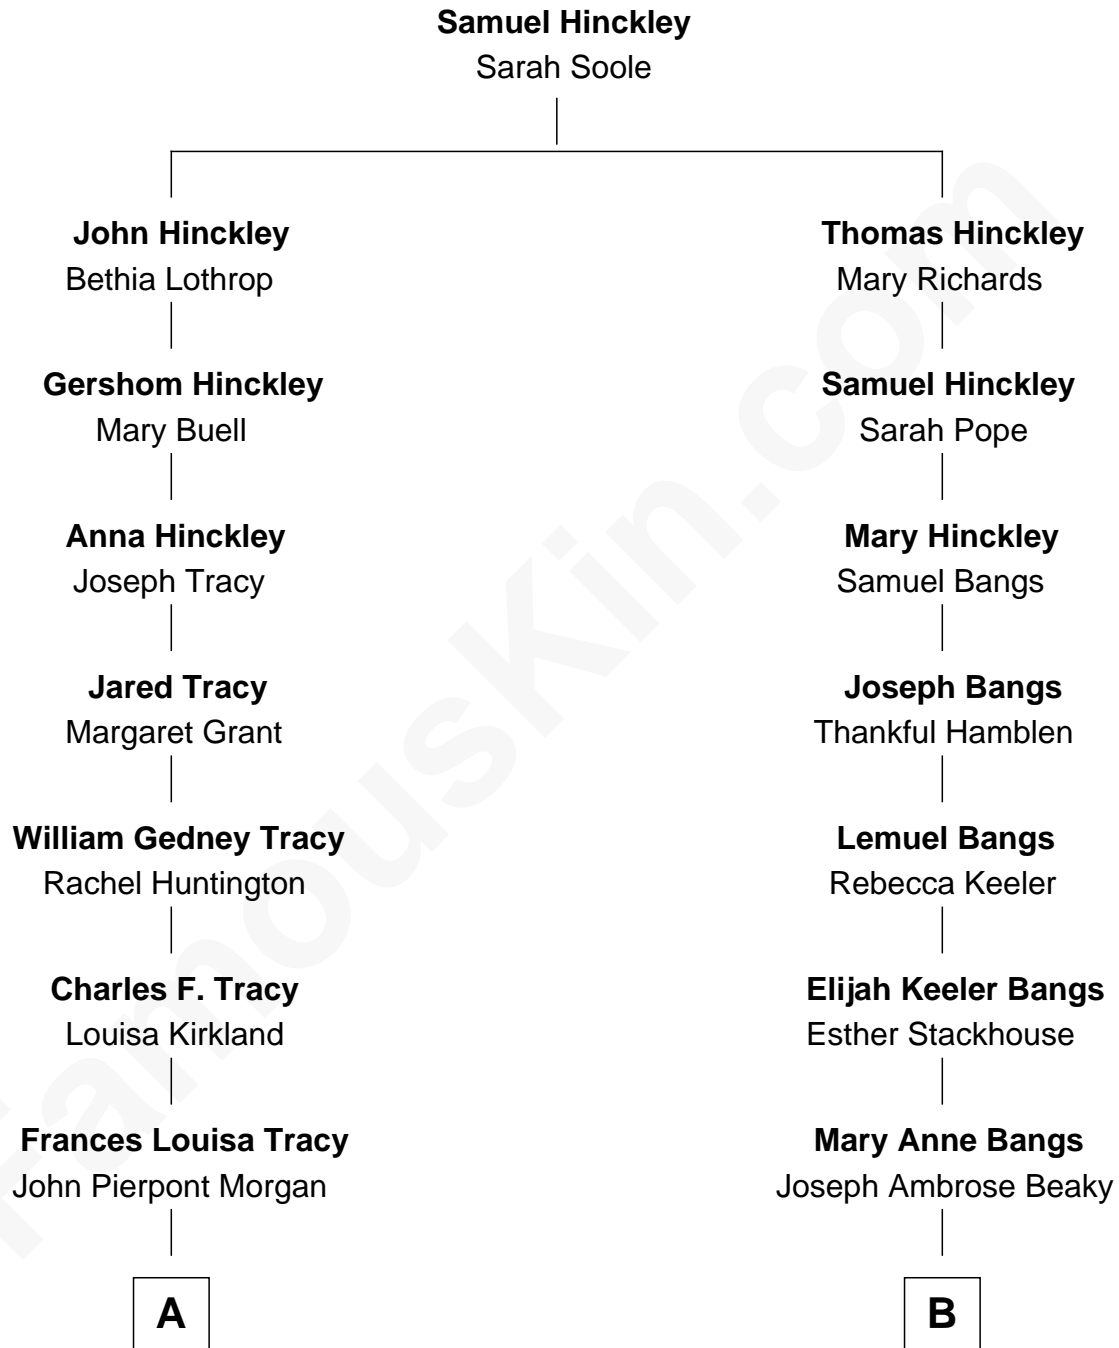 Samuel Hinckley
Sarah Soole
John Hinckley
Bethia Lothrop
Thomas Hinckley
Mary Richards
Gershom Hinckley
Mary Buell
Samuel Hinckley
Sarah Pope
Anna Hinckley
Joseph Tracy
Mary Hinckley
Samuel Bangs
Jared Tracy
Margaret Grant
Joseph Bangs
Thankful Hamblen
William Gedney Tracy
Rachel Huntington
Lemuel Bangs
Rebecca Keeler
Charles F. Tracy
Louisa Kirkland
Elijah Keeler Bangs
Esther Stackhouse
Frances Louisa Tracy
John Pierpont Morgan
Mary Anne Bangs
Joseph Ambrose Beaky
A
B
FamousKin.com